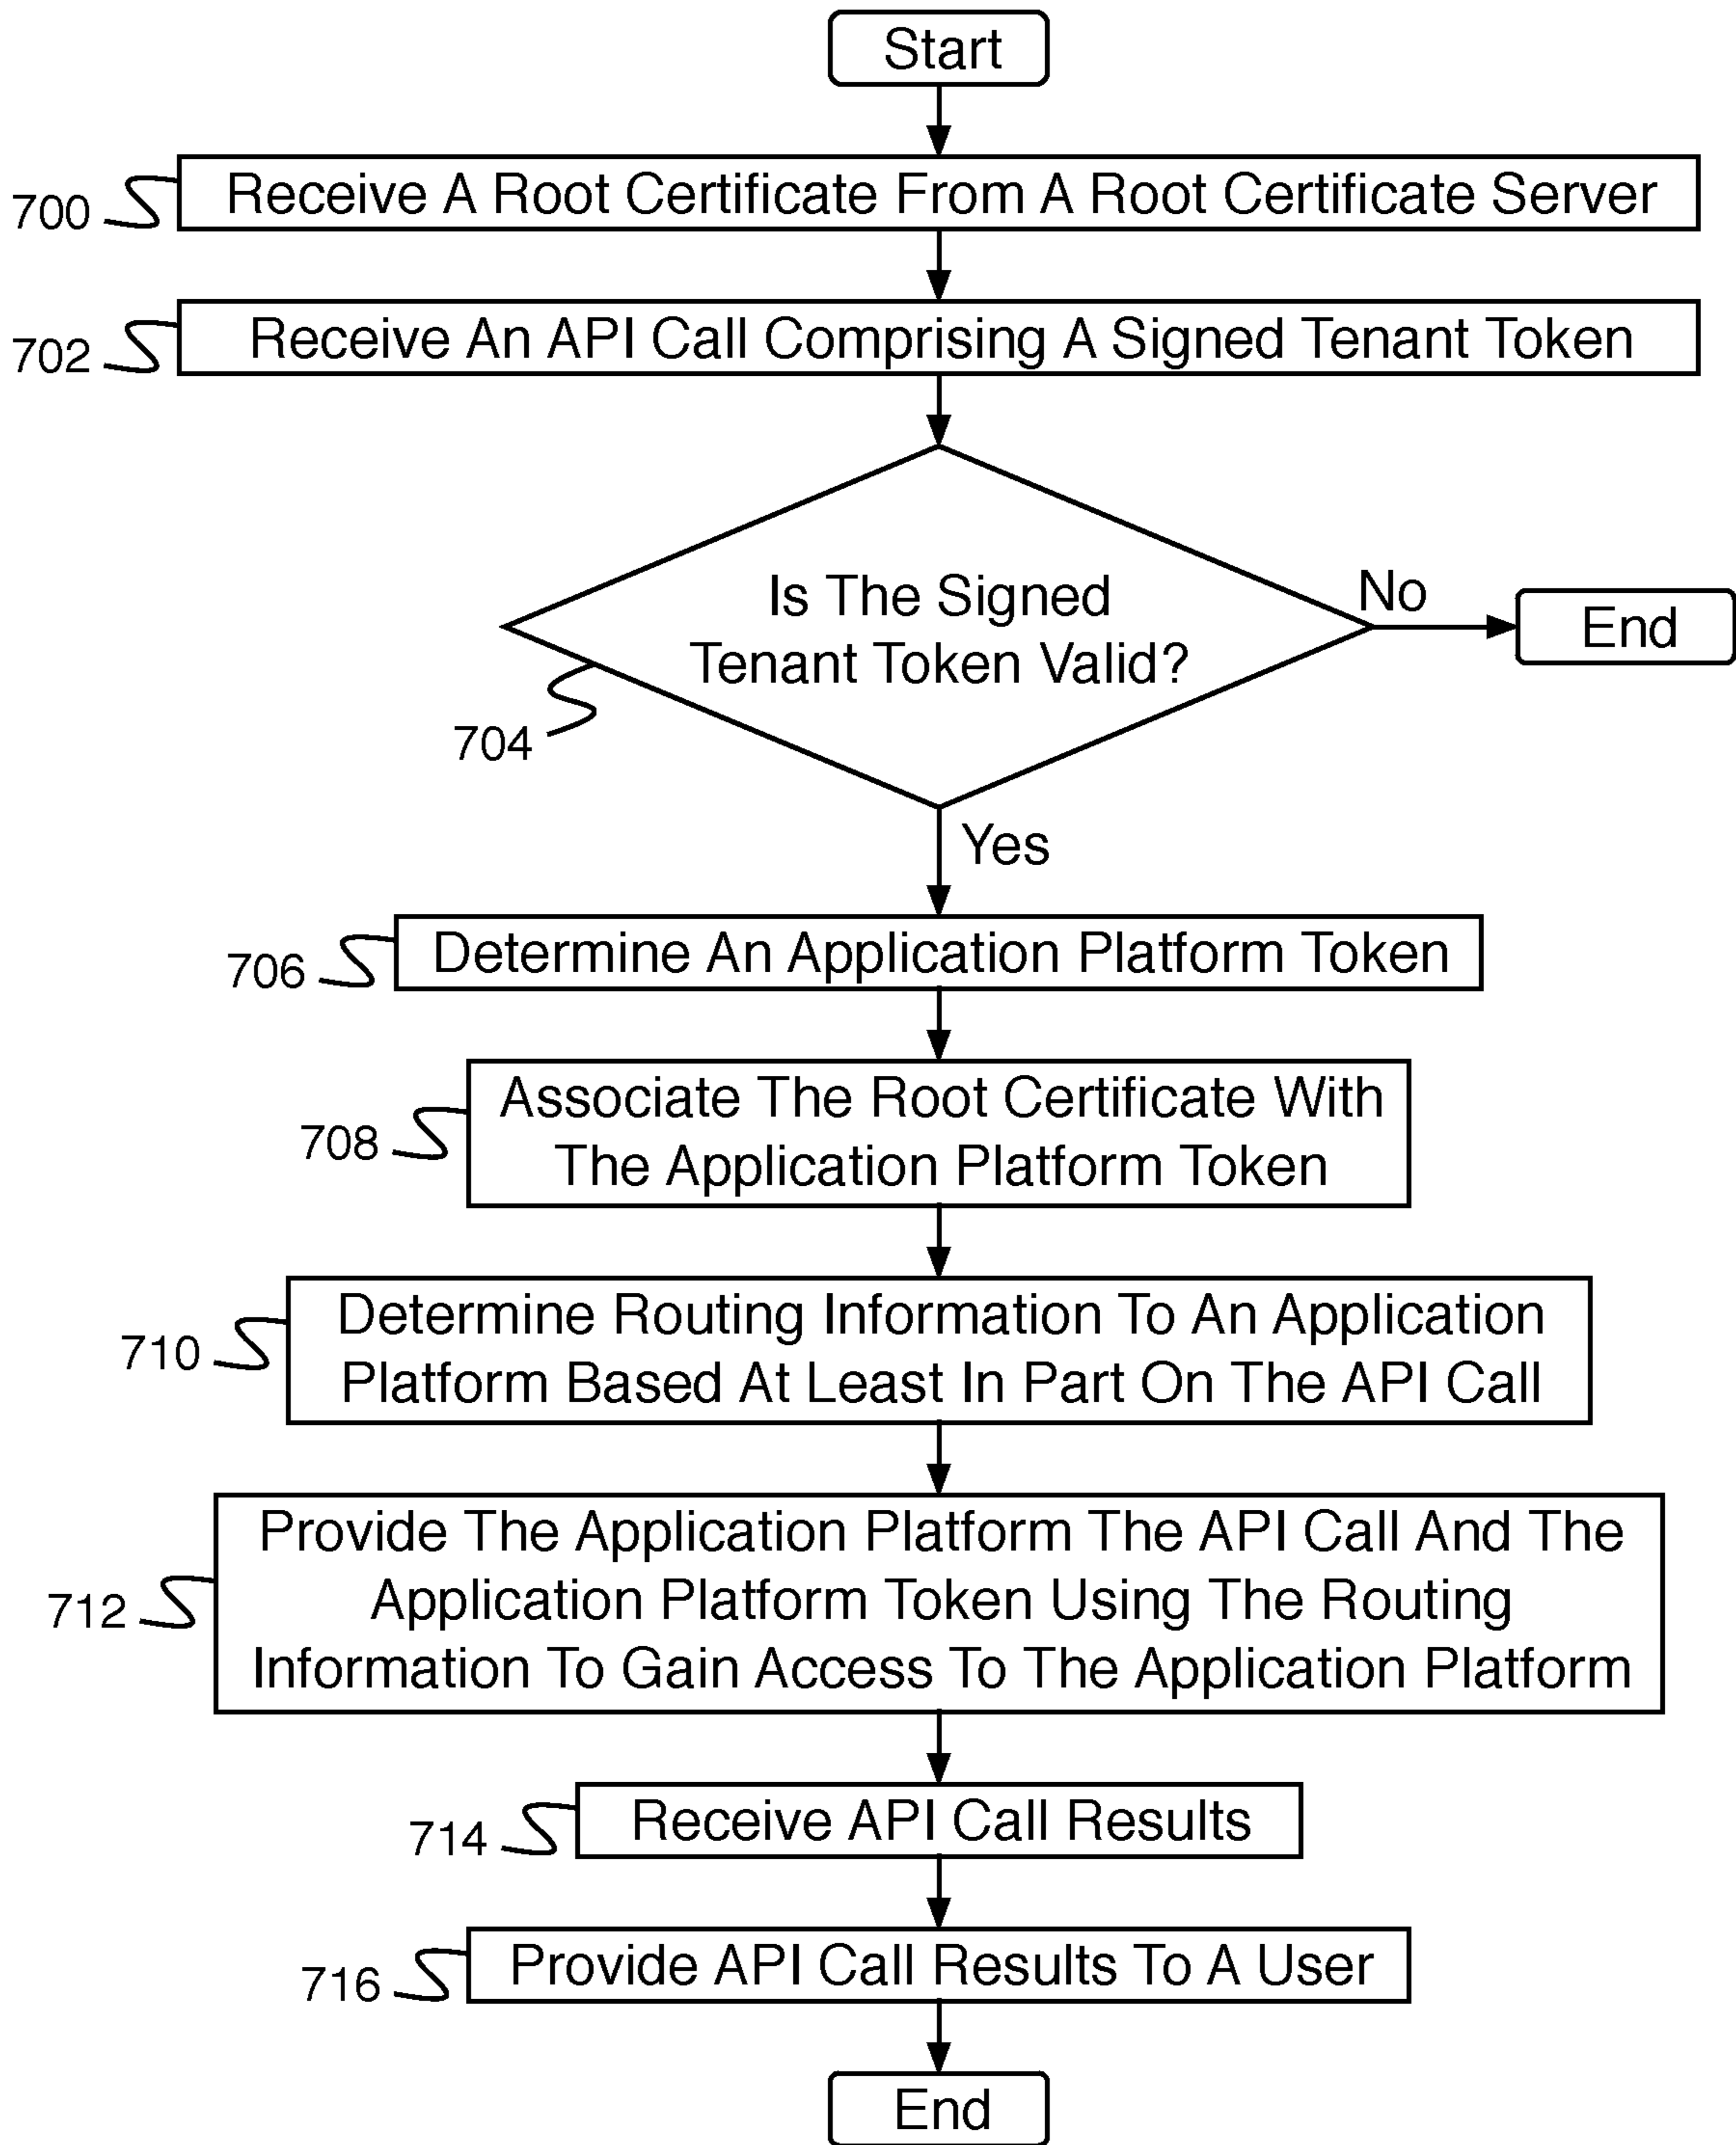 Start
700
Receive A Root Certificate From A Root Certificate Server
702
Receive An API Call Comprising A Signed Tenant Token
Is The Signed
Tenant Token Valid?
No
End
704
Yes
706
Determine An Application Platform Token
708
Associate The Root Certificate With
The Application Platform Token
710
Determine Routing Information To An Application
Platform Based At Least In Part On The API Call
712
Provide The Application Platform The API Call And The
Application Platform Token Using The Routing
Information To Gain Access To The Application Platform
714
Receive API Call Results
716
Provide API Call Results To A User
End